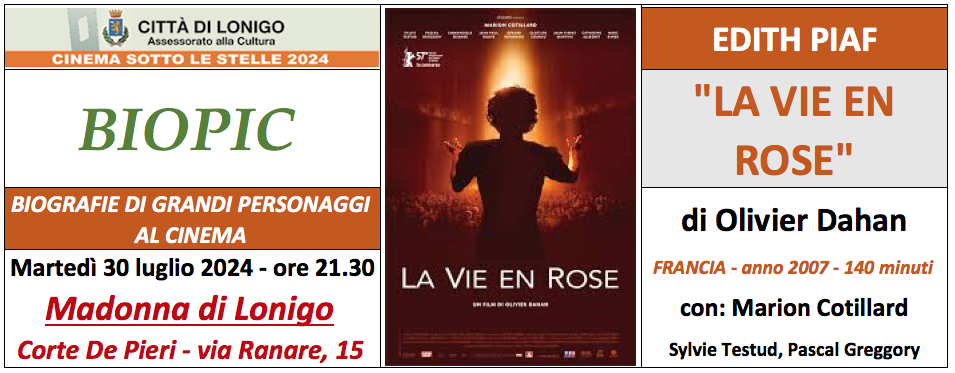 CITTÀ DI LONIGO
Assessorato alla Cultura
CINEMA SOTTO LE STELLE 2024
BIOPIC
BIOGRAFIE DI GRANDI PERSONAGGI
AL CINEMA
Martedì 30 luglio 2024 - ore 21.30
Madonna di Lonigo
Corte De Pieri - via Ranare, 15
MARION COTILLARD
57
LA VIE EN ROSE
UN FILM DI OLIVIER DAHAN
EDITH PIAF
"LA VIE EN
ROSE"
di Olivier Dahan
FRANCIA - anno 2007 - 140 minuti
con: Marion Cotillard
Sylvie Testud, Pascal Greggory